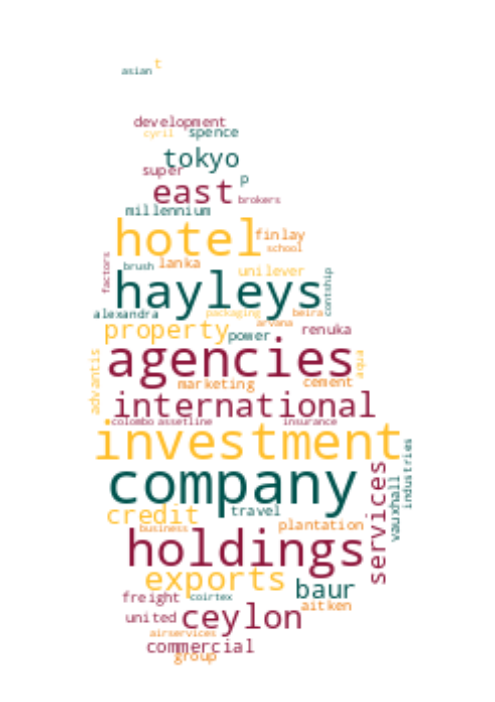 t
asian
development
cyril spence
tokyo
super
p
east brokers
millennium
hotel finlay
school
factors
brush lanka unilever
hayleys contship
alexandra packaging beira
arvana
property power renuka
agencies
advantis
marketing cement
international
colombo assetline insurance
investment
company
industries
vauxhall
services
credit travel
business plantation
holdings
exports baur
freight coirtex aitken
united ceylon
airservices
commercial
group